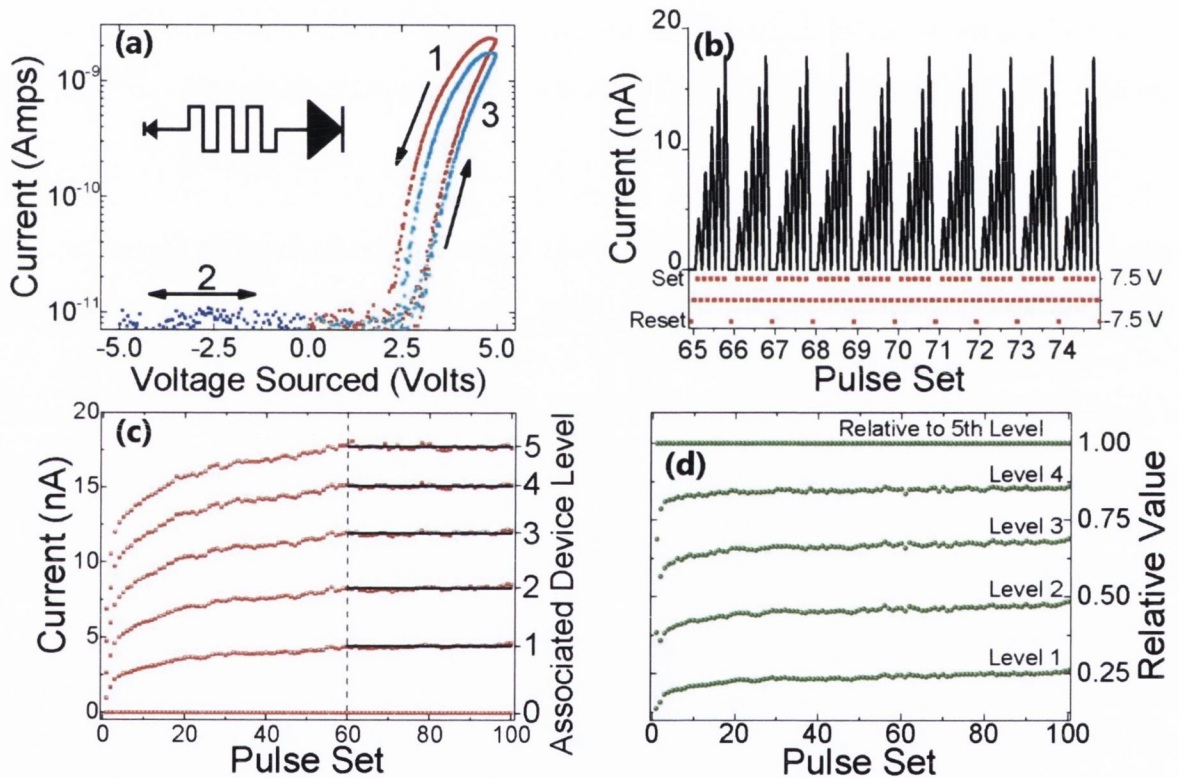 (a)
1
3
2
10⁻⁹
10⁻¹⁰
10⁻¹¹
Current (Amps)
-5.0 -2.5 0.0 2.5 5.0
Voltage Sourced (Volts)
(b)
20
10
0
Current (nA)
Set
Reset
7.5 V
-7.5 V
65 66 67 68 69 70 71 72 73 74
Pulse Set
(c)
20
15
10
5
0
Current (nA)
5
4
3
2
1
0
Associated Device Level
0 20 40 60 80 100
Pulse Set
(d)
Relative to 5th Level
Level 4
Level 3
Level 2
Level 1
1.00
0.75
0.50
0.25
Relative Value
0 20 40 60 80 100
Pulse Set